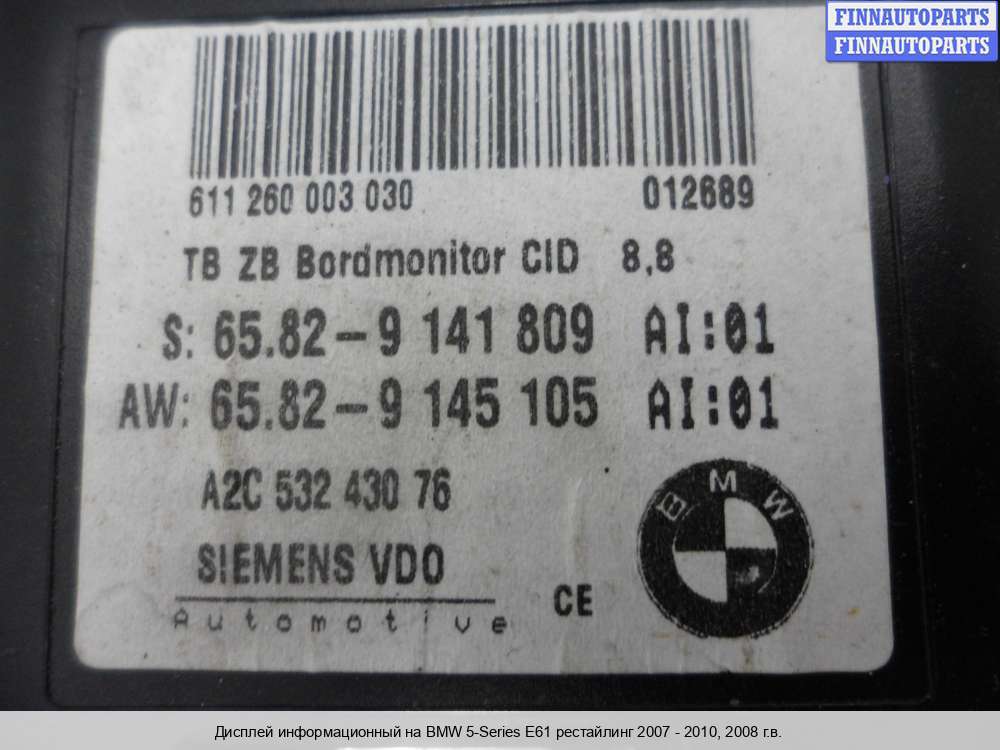 FINNAUTOPARTS
FINNAUTOPARTS
611 260 003 030 012689
TB ZB Bordmonitor CID 8,8
S: 65.82-9 141 809 AI:01
AW: 65.82-9 145 105 AI:01
A2C 532 430 76
BMW
SIEMENS VDO
Automotive
CE
Дисплей информационный на BMW 5-Series E61 рестайлинг 2007 - 2010, 2008 г.в.